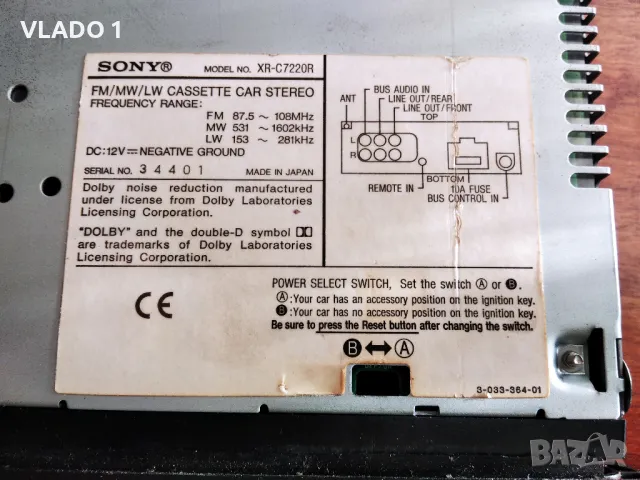 VLADO 1
SONY® MODEL NO. XR-C7220R
FM/MW/LW CASSETTE CAR STEREO
FREQUENCY RANGE:
FM 87.5 ~ 108MHz
MW 531 ~ 1602kHz
LW 153 ~ 281kHz
DC:12V⎓NEGATIVE GROUND
SERIAL NO. 34401 MADE IN JAPAN
Dolby noise reduction manufactured
under license from Dolby Laboratories
Licensing Corporation.
"DOLBY" and the double-D symbol
are trademarks of Dolby Laboratories
Licensing Corporation.
BUS AUDIO IN
LINE OUT/REAR
LINE OUT/FRONT
ANT
TOP
L
R
BOTTOM
REMOTE IN
10A FUSE
BUS CONTROL IN
POWER SELECT SWITCH, Set the switch Ⓐ or 🅑.
Ⓐ:Your car has an accessory position on the ignition key.
🅑:Your car has no accessory position on the ignition key.
Be sure to press the Reset button after changing the switch.
🅑↔Ⓐ
CE
3-033-364-01
BAZAR
bg